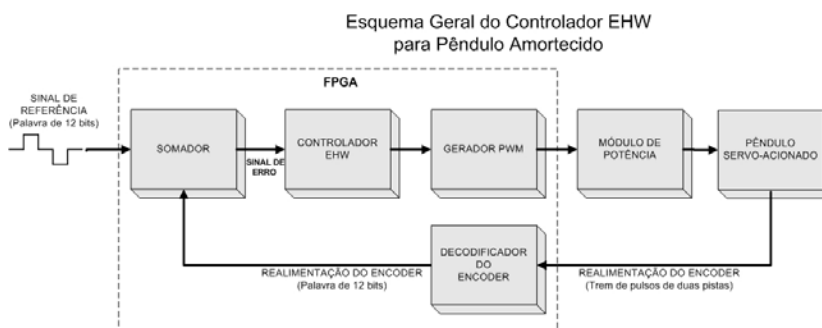 Esquema Geral do Controlador EHW
para Pêndulo Amortecido
FPGA
SINAL DE
REFERÊNCIA
(Palavra de 12 bits)
SOMADOR
SINAL DE
ERRO
CONTROLADOR
EHW
GERADOR PWM
MÓDULO DE
POTÊNCIA
PÊNDULO
SERVO-ACIONADO
DECODIFICADOR
DO
ENCODER
REALIMENTAÇÃO DO ENCODER
(Palavra de 12 bits)
REALIMENTAÇÃO DO ENCODER
(Trem de pulsos de duas pistas)